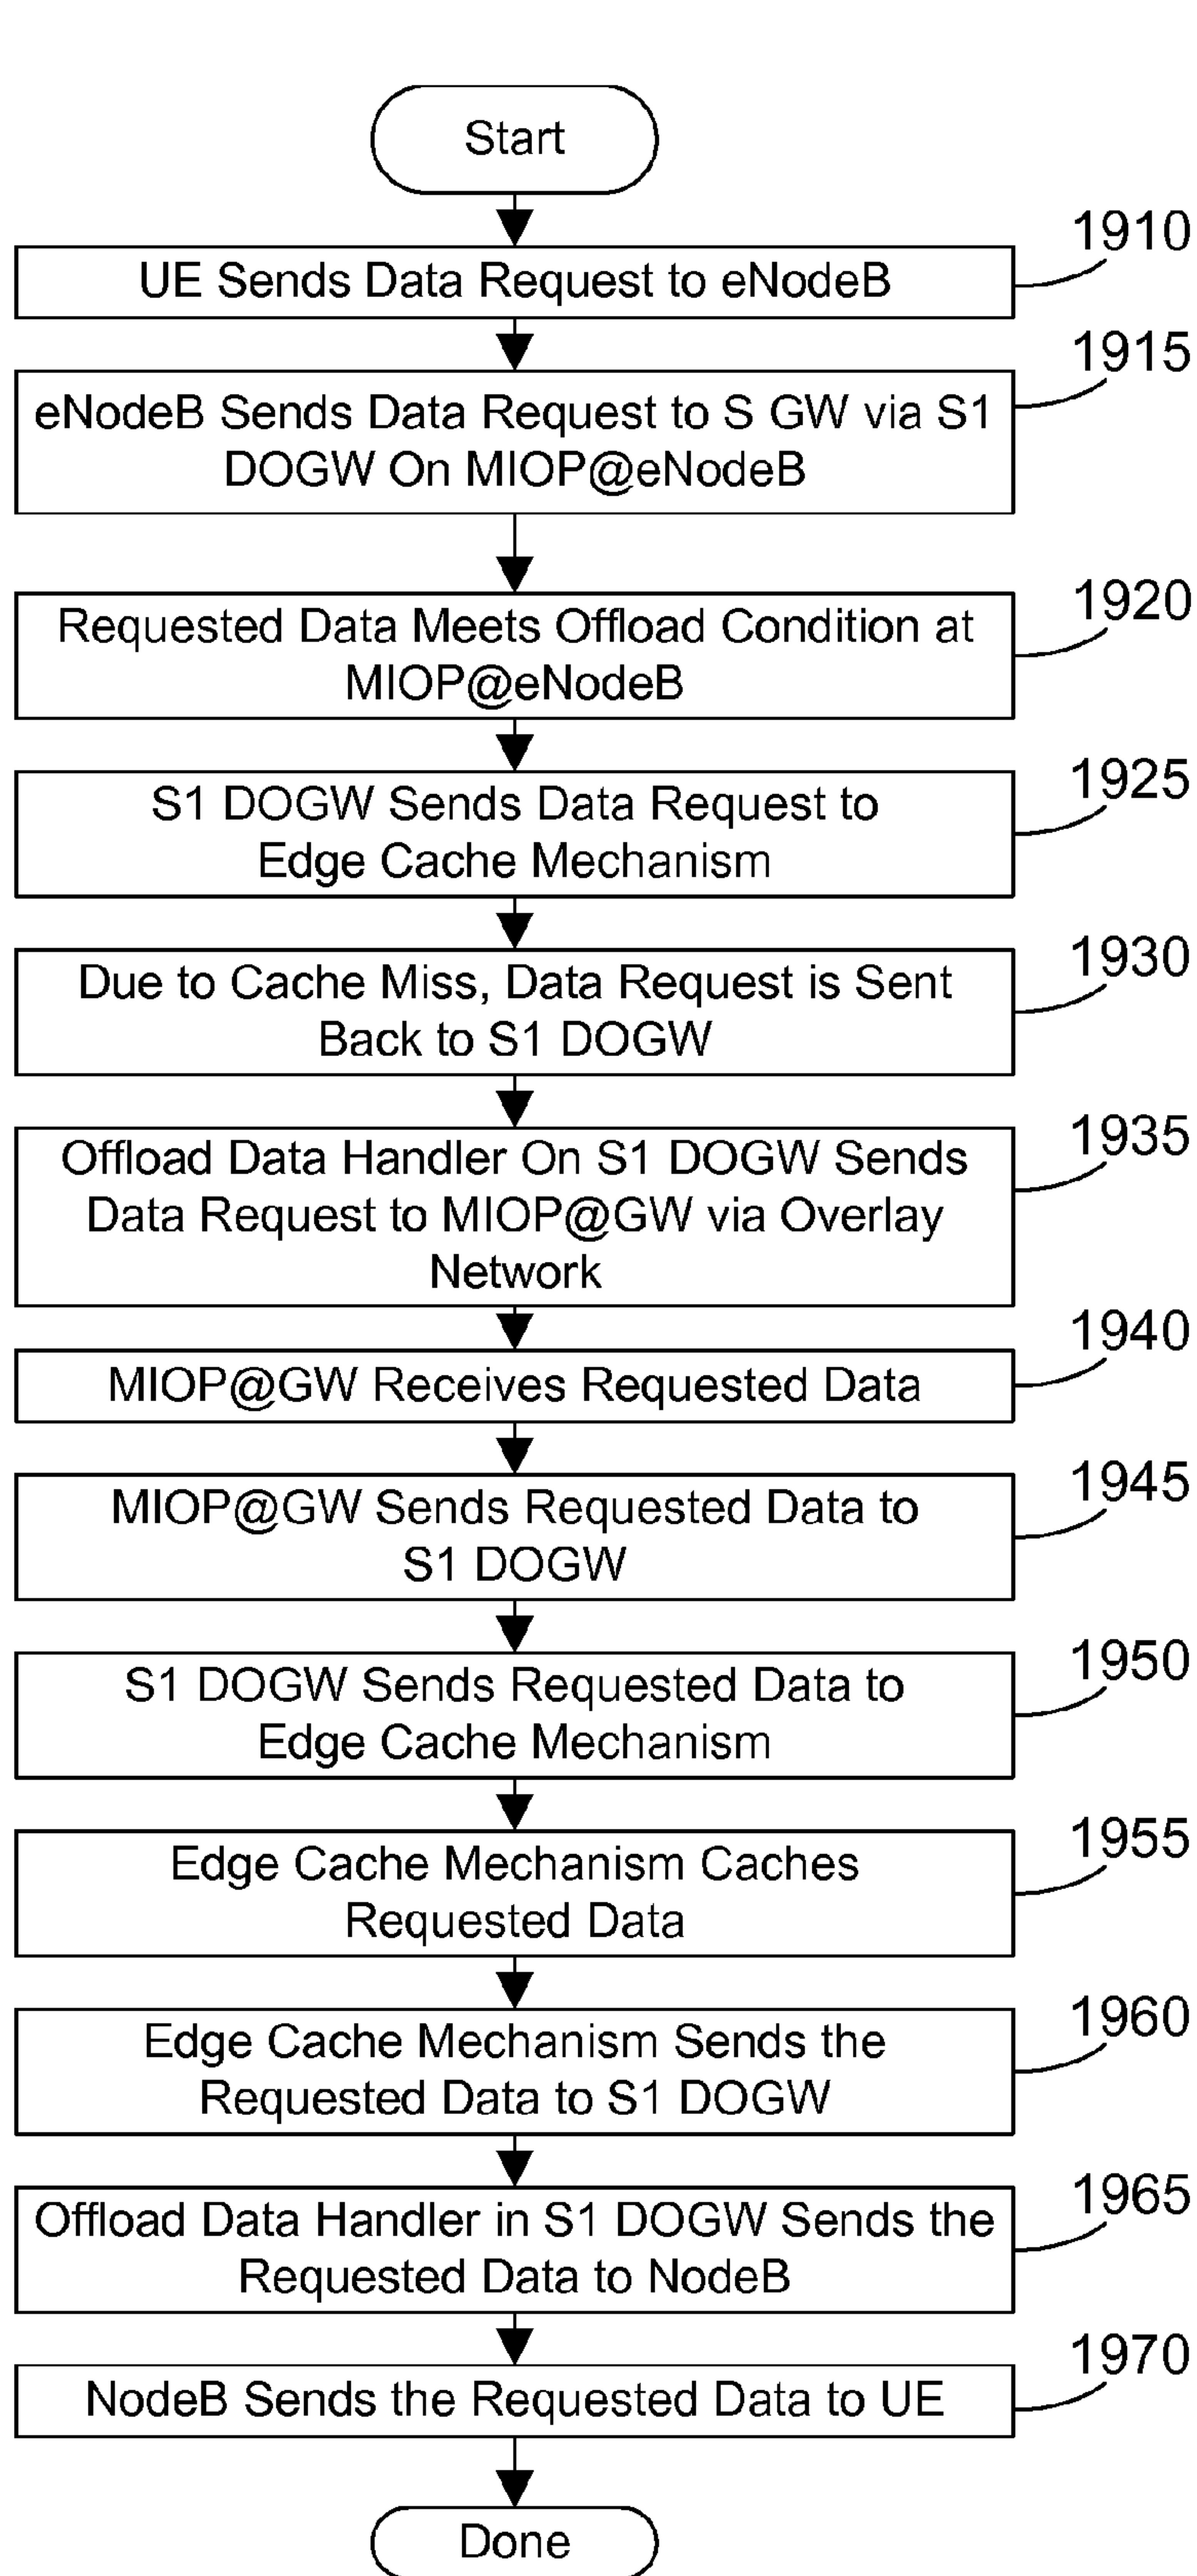 Start
1910
UE Sends Data Request to eNodeB
1915
eNodeB Sends Data Request to S GW via S1
DOGW On MIOP@eNodeB
1920
Requested Data Meets Offload Condition at
MIOP@eNodeB
1925
S1 DOGW Sends Data Request to
Edge Cache Mechanism
1930
Due to Cache Miss, Data Request is Sent
Back to S1 DOGW
1935
Offload Data Handler On S1 DOGW Sends
Data Request to MIOP@GW via Overlay
Network
1940
MIOP@GW Receives Requested Data
1945
MIOP@GW Sends Requested Data to
S1 DOGW
1950
S1 DOGW Sends Requested Data to
Edge Cache Mechanism
1955
Edge Cache Mechanism Caches
Requested Data
1960
Edge Cache Mechanism Sends the
Requested Data to S1 DOGW
1965
Offload Data Handler in S1 DOGW Sends the
Requested Data to NodeB
1970
NodeB Sends the Requested Data to UE
Done